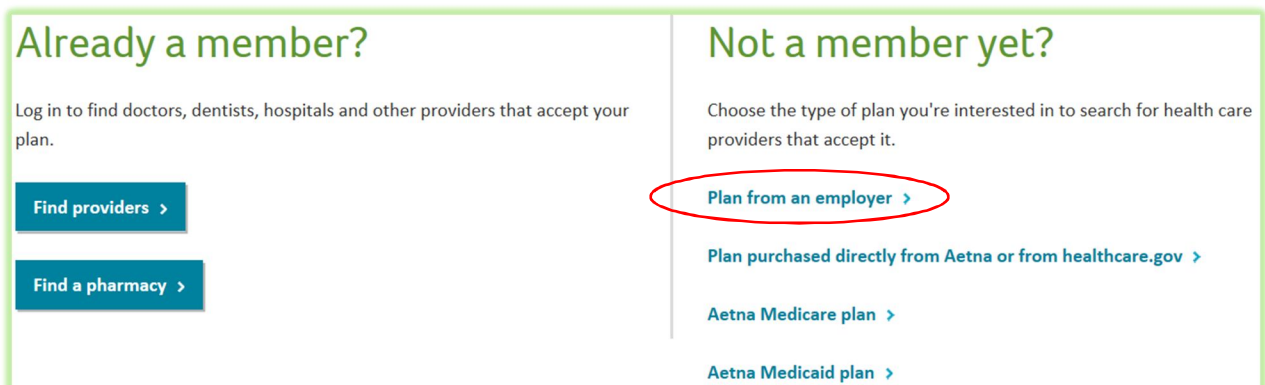 Already a member?
Log in to find doctors, dentists, hospitals and other providers that accept your
plan.
Find providers >
Find a pharmacy >
Not a member yet?
Choose the type of plan you're interested in to search for health care
providers that accept it.
Plan from an employer >
Plan purchased directly from Aetna or from healthcare.gov >
Aetna Medicare plan >
Aetna Medicaid plan >